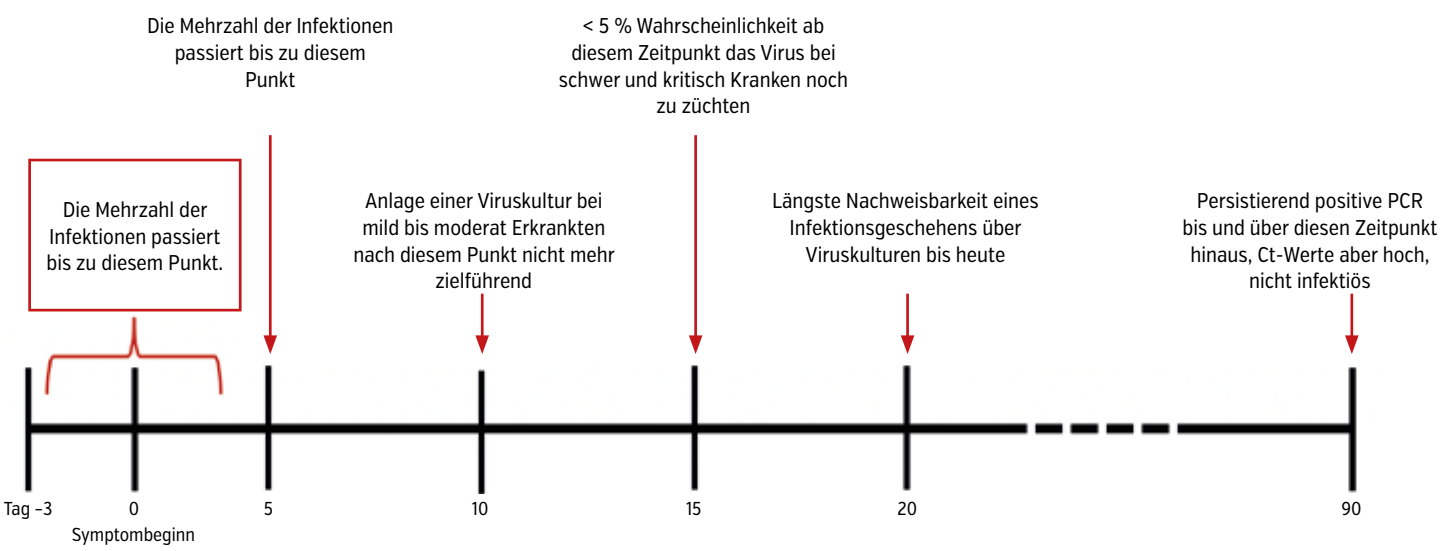 Die Mehrzahl der Infektionen
passiert bis zu diesem
Punkt
< 5 % Wahrscheinlichkeit ab
diesem Zeitpunkt das Virus bei
schwer und kritisch Kranken noch
zu züchten
Die Mehrzahl der
Infektionen passiert
bis zu diesem Punkt.
Anlage einer Viruskultur bei
mild bis moderat Erkrankten
nach diesem Punkt nicht mehr
zielführend
Längste Nachweisbarkeit eines
Infektionsgeschehens über
Viruskulturen bis heute
Persistierend positive PCR
bis und über diesen Zeitpunkt
hinaus, Ct-Werte aber hoch,
nicht infektiös
Tag –3
0
5
10
15
20
90
Symptombeginn